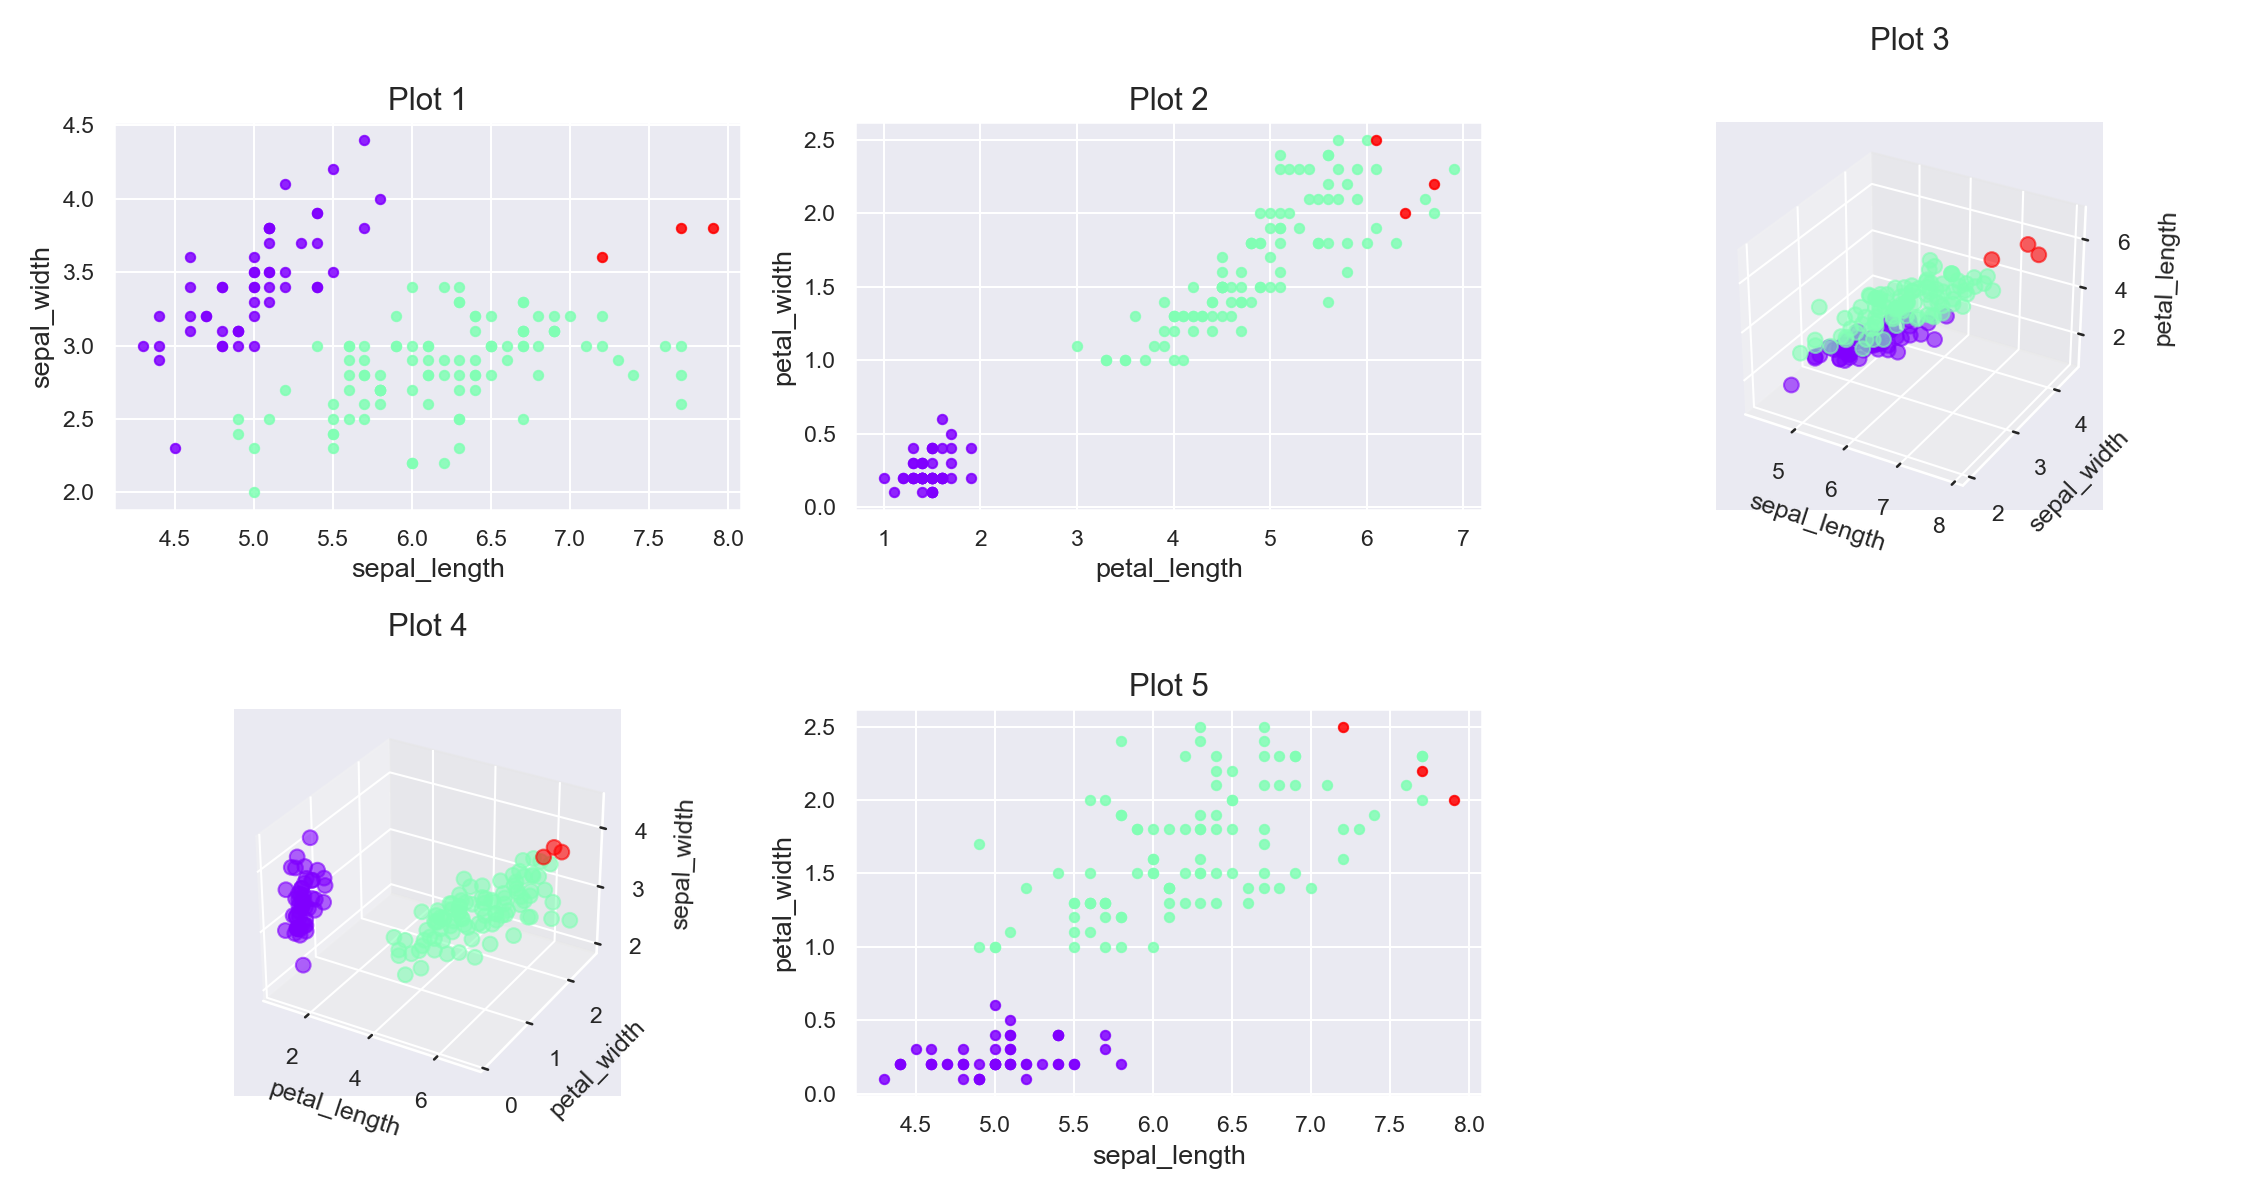 Plot 1
4.5
4.0
3.5
3.0
2.5
2.0
sepal_width
4.5 5.0 5.5 6.0 6.5 7.0 7.5 8.0
sepal_length
Plot 2
2.5
2.0
1.5
1.0
0.5
0.0
petal_width
1 2 3 4 5 6 7
petal_length
Plot 3
6
4
2
petal_length
4
3
2
sepal_width
5 6 7 8
sepal_length
Plot 4
4
3
2
sepal_width
2
1
0
petal_width
2 4 6
petal_length
Plot 5
2.5
2.0
1.5
1.0
0.5
0.0
petal_width
4.5 5.0 5.5 6.0 6.5 7.0 7.5 8.0
sepal_length